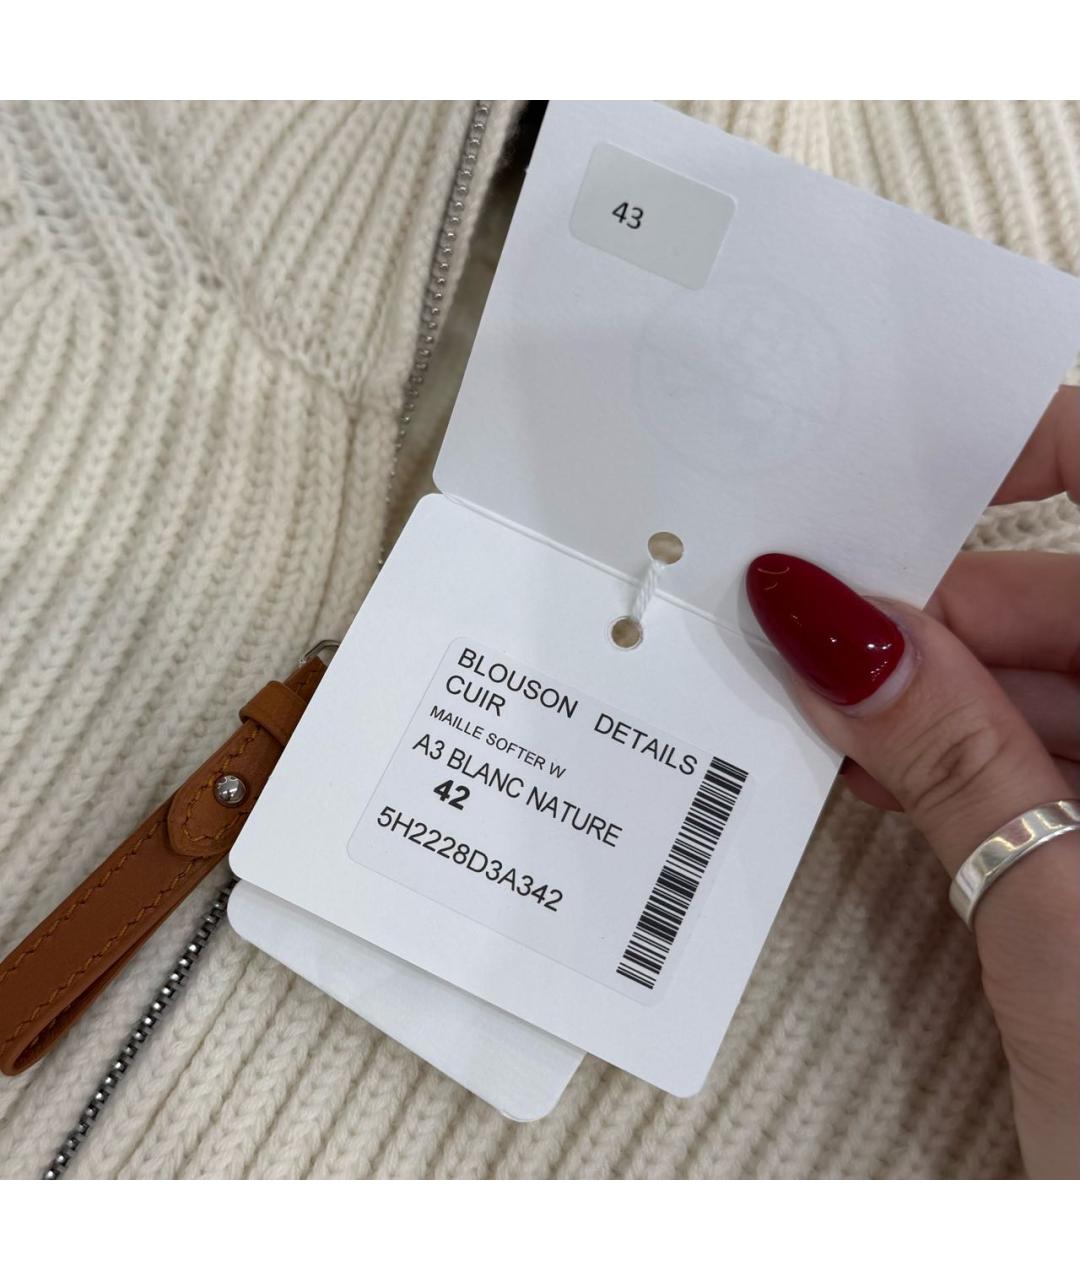 43
BLOUSON DETAILS
CUIR
MAILLE SOFTER W
A3 BLANC NATURE
42
5H2228D3A342